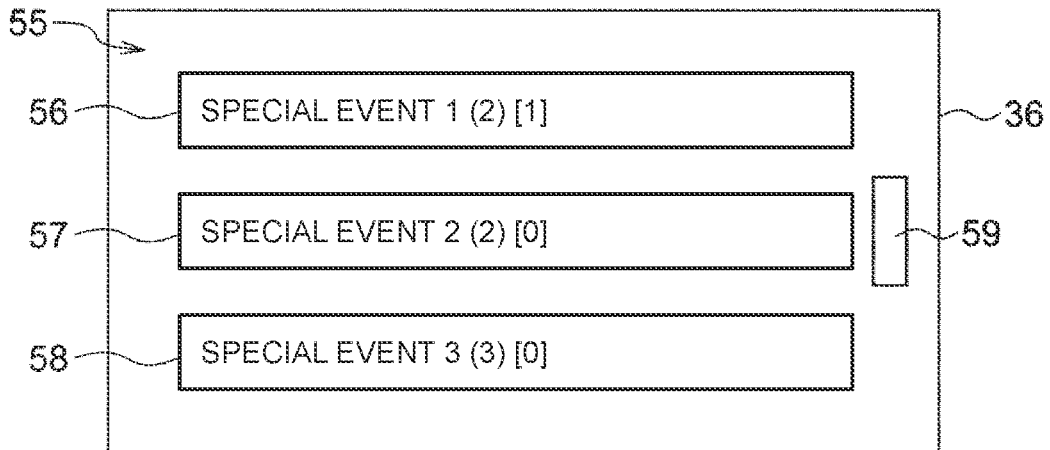 55
56 SPECIAL EVENT 1 (2) [1] 36
57 SPECIAL EVENT 2 (2) [0] 59
58 SPECIAL EVENT 3 (3) [0]